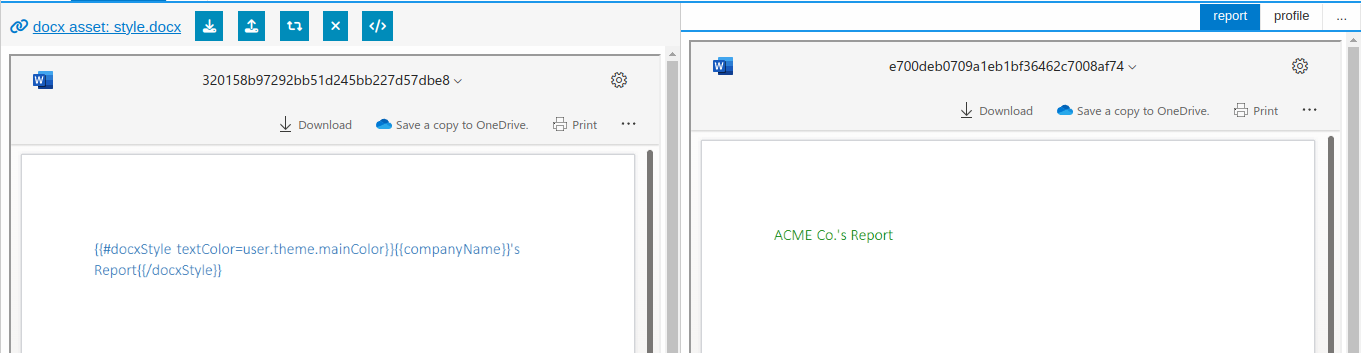 docx asset: style.docx
report
profile
...
W
320158b97292bb51d245bb227d57dbe8
Download
Save a copy to OneDrive.
Print
{{#docxStyle textColor=user.theme.mainColor}}{{companyName}}'s
Report{{/docxStyle}}
W
e700deb0709a1eb1bf36462c7008af74
Download
Save a copy to OneDrive.
Print
ACME Co.'s Report